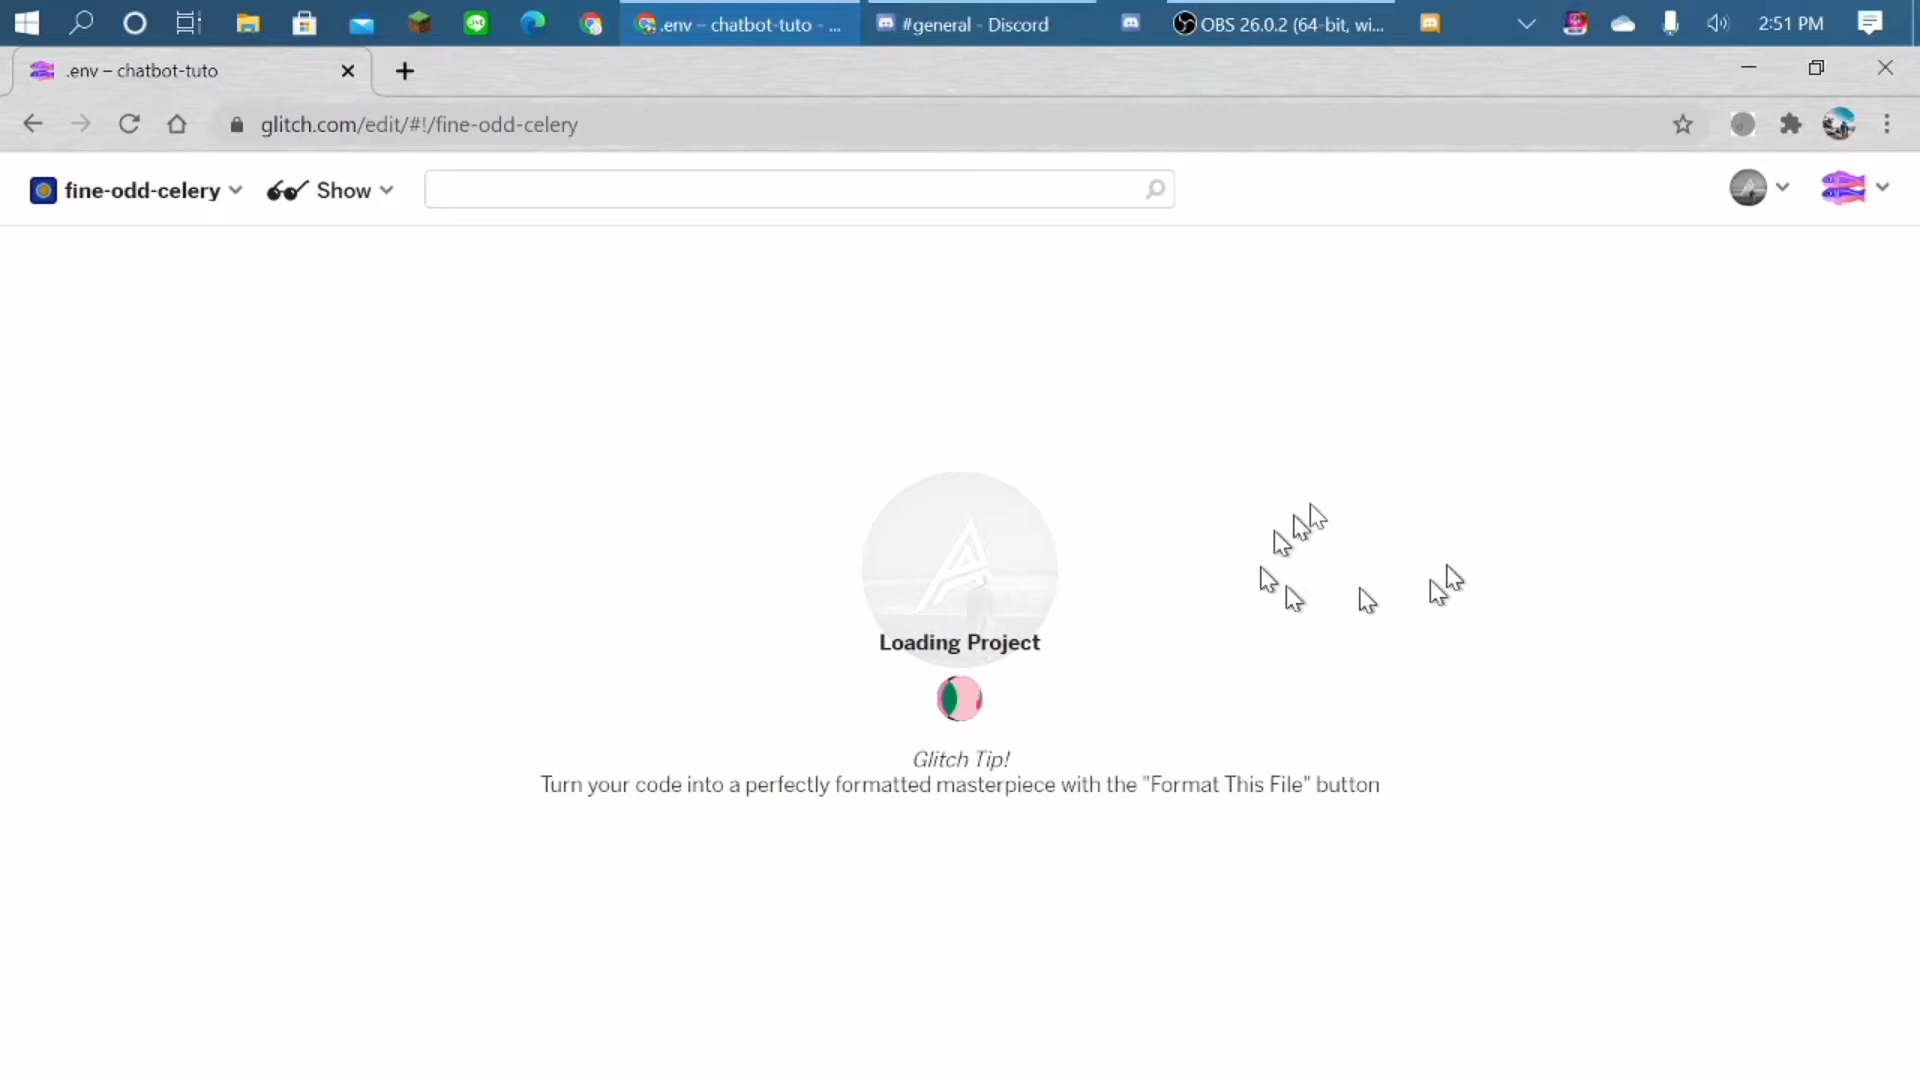 .env – chatbot-tuto - ...
#general - Discord
OBS 26.0.2 (64-bit, wi...
2:51 PM
.env – chatbot-tuto
glitch.com/edit/#!/fine-odd-celery
fine-odd-celery
Show
Loading Project
Glitch Tip!
Turn your code into a perfectly formatted masterpiece with the "Format This File" button